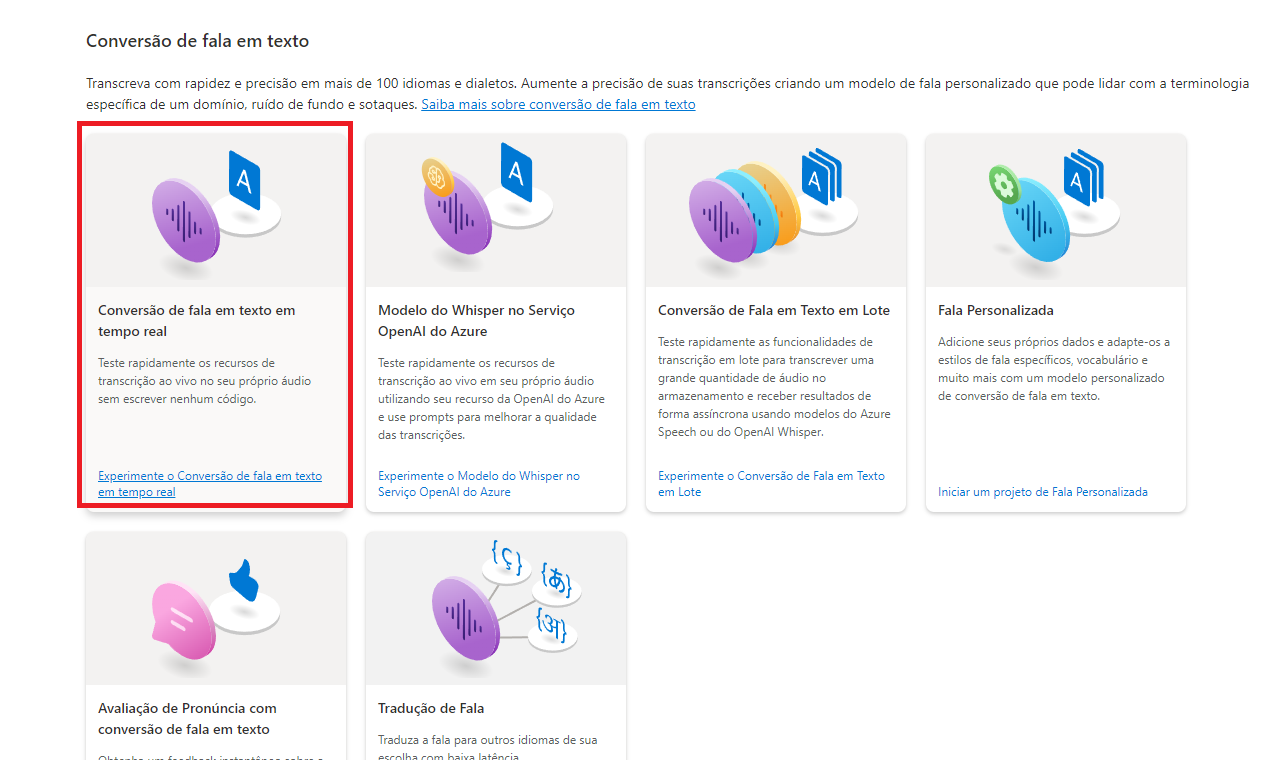 Conversão de fala em texto
Transcreva com rapidez e precisão em mais de 100 idiomas e dialetos. Aumente a precisão de suas transcrições criando um modelo de fala personalizado que pode lidar com a terminologia
específica de um domínio, ruído de fundo e sotaques. Saiba mais sobre conversão de fala em texto
A
A
A
A
Conversão de fala em texto em
tempo real
Teste rapidamente os recursos de
transcrição ao vivo no seu próprio áudio
sem escrever nenhum código.
Experimente o Conversão de fala em texto
em tempo real
Modelo do Whisper no Serviço
OpenAI do Azure
Teste rapidamente os recursos de
transcrição ao vivo em seu próprio áudio
utilizando seu recurso da OpenAI do Azure
e use prompts para melhorar a qualidade
das transcrições.
Experimente o Modelo do Whisper no
Serviço OpenAI do Azure
Conversão de Fala em Texto em Lote
Teste rapidamente as funcionalidades de
transcrição em lote para transcrever uma
grande quantidade de áudio no
armazenamento e receber resultados de
forma assíncrona usando modelos do Azure
Speech ou do OpenAI Whisper.
Experimente o Conversão de Fala em Texto
em Lote
Fala Personalizada
Adicione seus próprios dados e adapte-os a
estilos de fala específicos, vocabulário e
muito mais com um modelo personalizado
de conversão de fala em texto.
Iniciar um projeto de Fala Personalizada
{ç}
{あ}
{अ}
Avaliação de Pronúncia com
conversão de fala em texto
Obtenha um feedback instantâneo sobre a
Tradução de Fala
Traduza a fala para outros idiomas de sua
escolha com baixa latência.